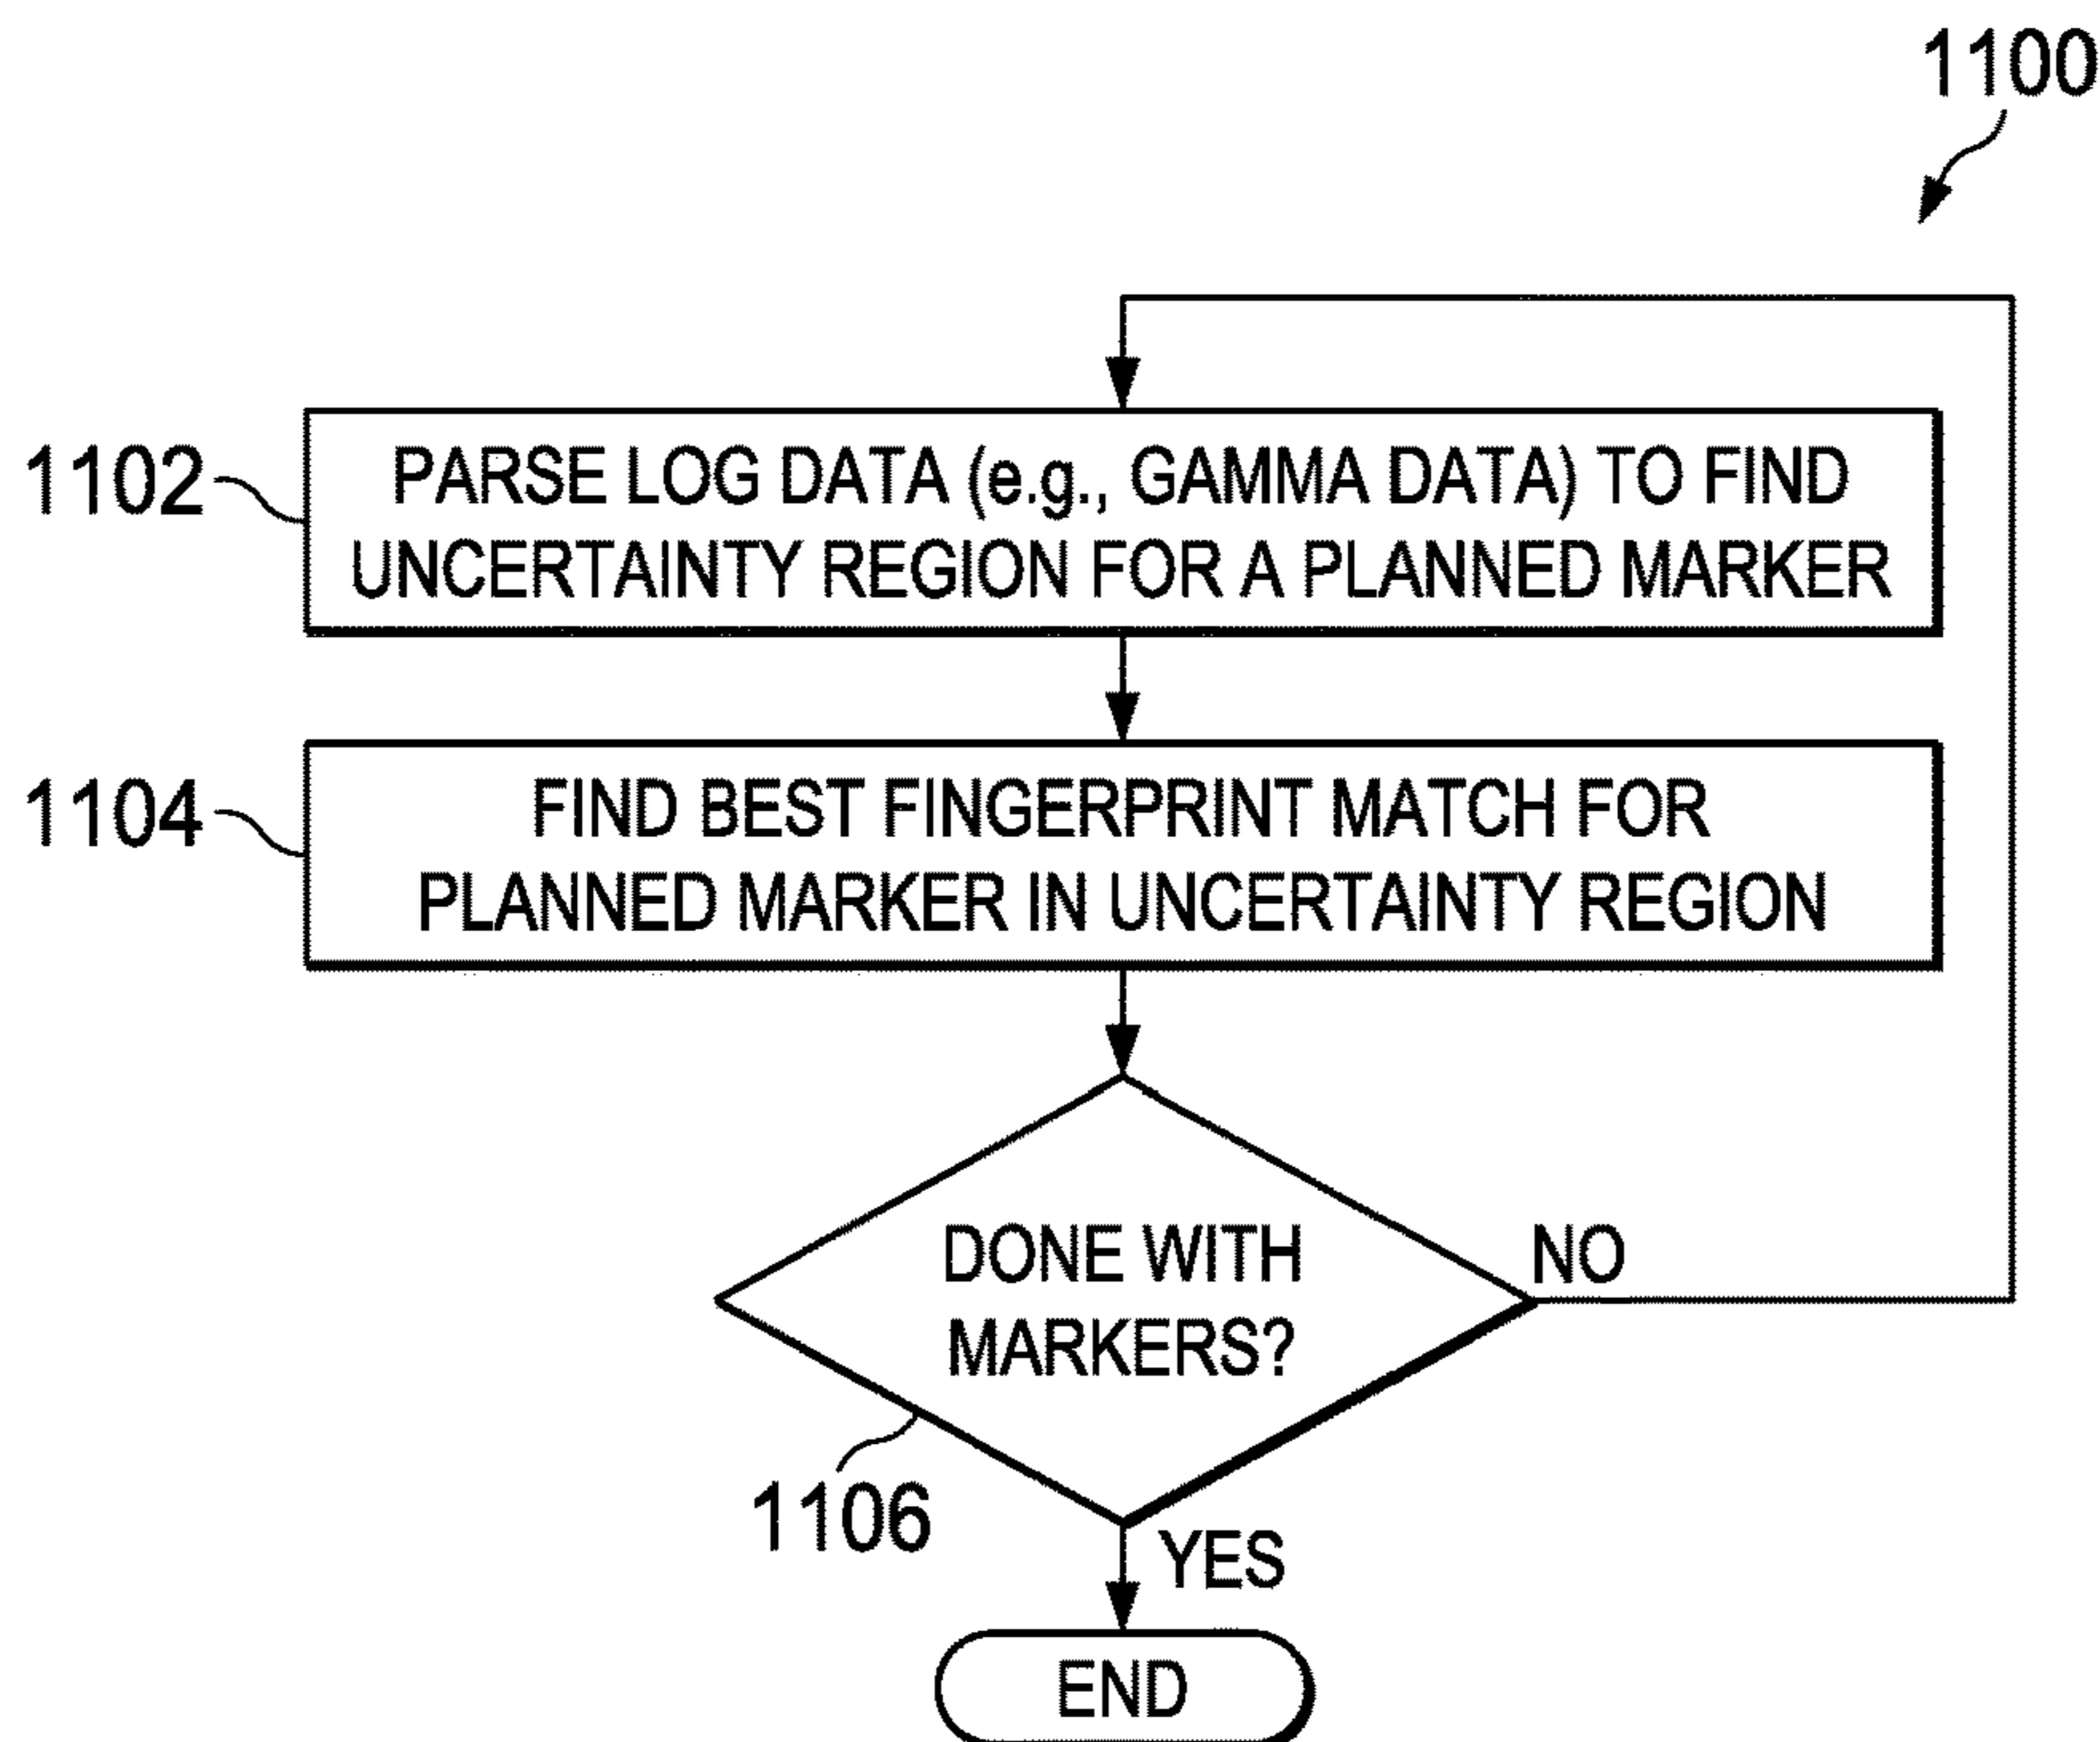 1100
1102
PARSE LOG DATA (e.g., GAMMA DATA) TO FIND
UNCERTAINTY REGION FOR A PLANNED MARKER
1104
FIND BEST FINGERPRINT MATCH FOR
PLANNED MARKER IN UNCERTAINTY REGION
DONE WITH
MARKERS?
NO
1106
YES
END